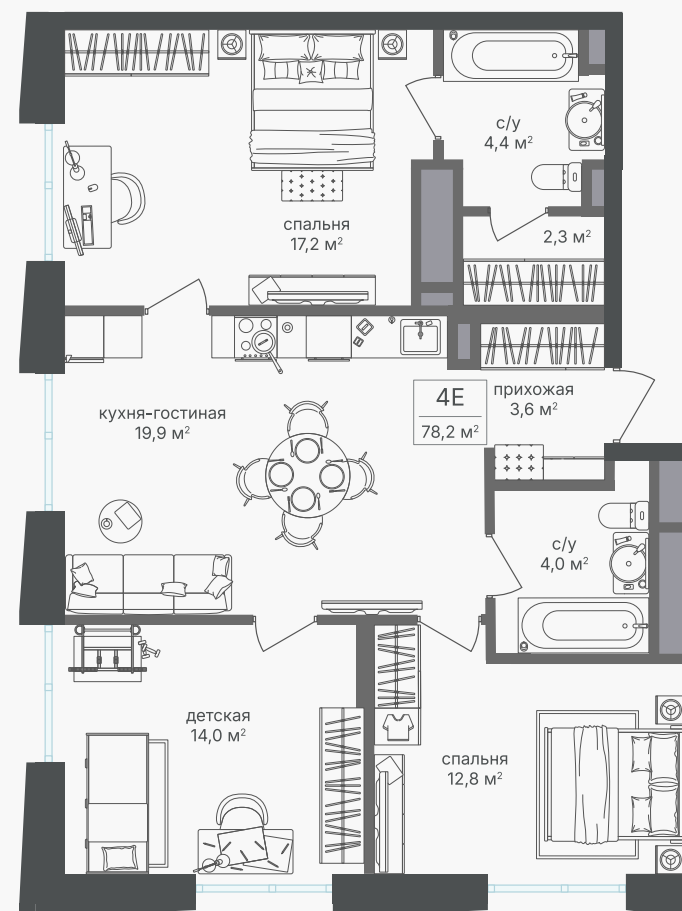 с/у
4,4 м²
спальня
17,2 м²
2,3 м²
4Е
78,2 м²
прихожая
3,6 м²
кухня-гостиная
19,9 м²
с/у
4,0 м²
детская
14,0 м²
спальня
12,8 м²